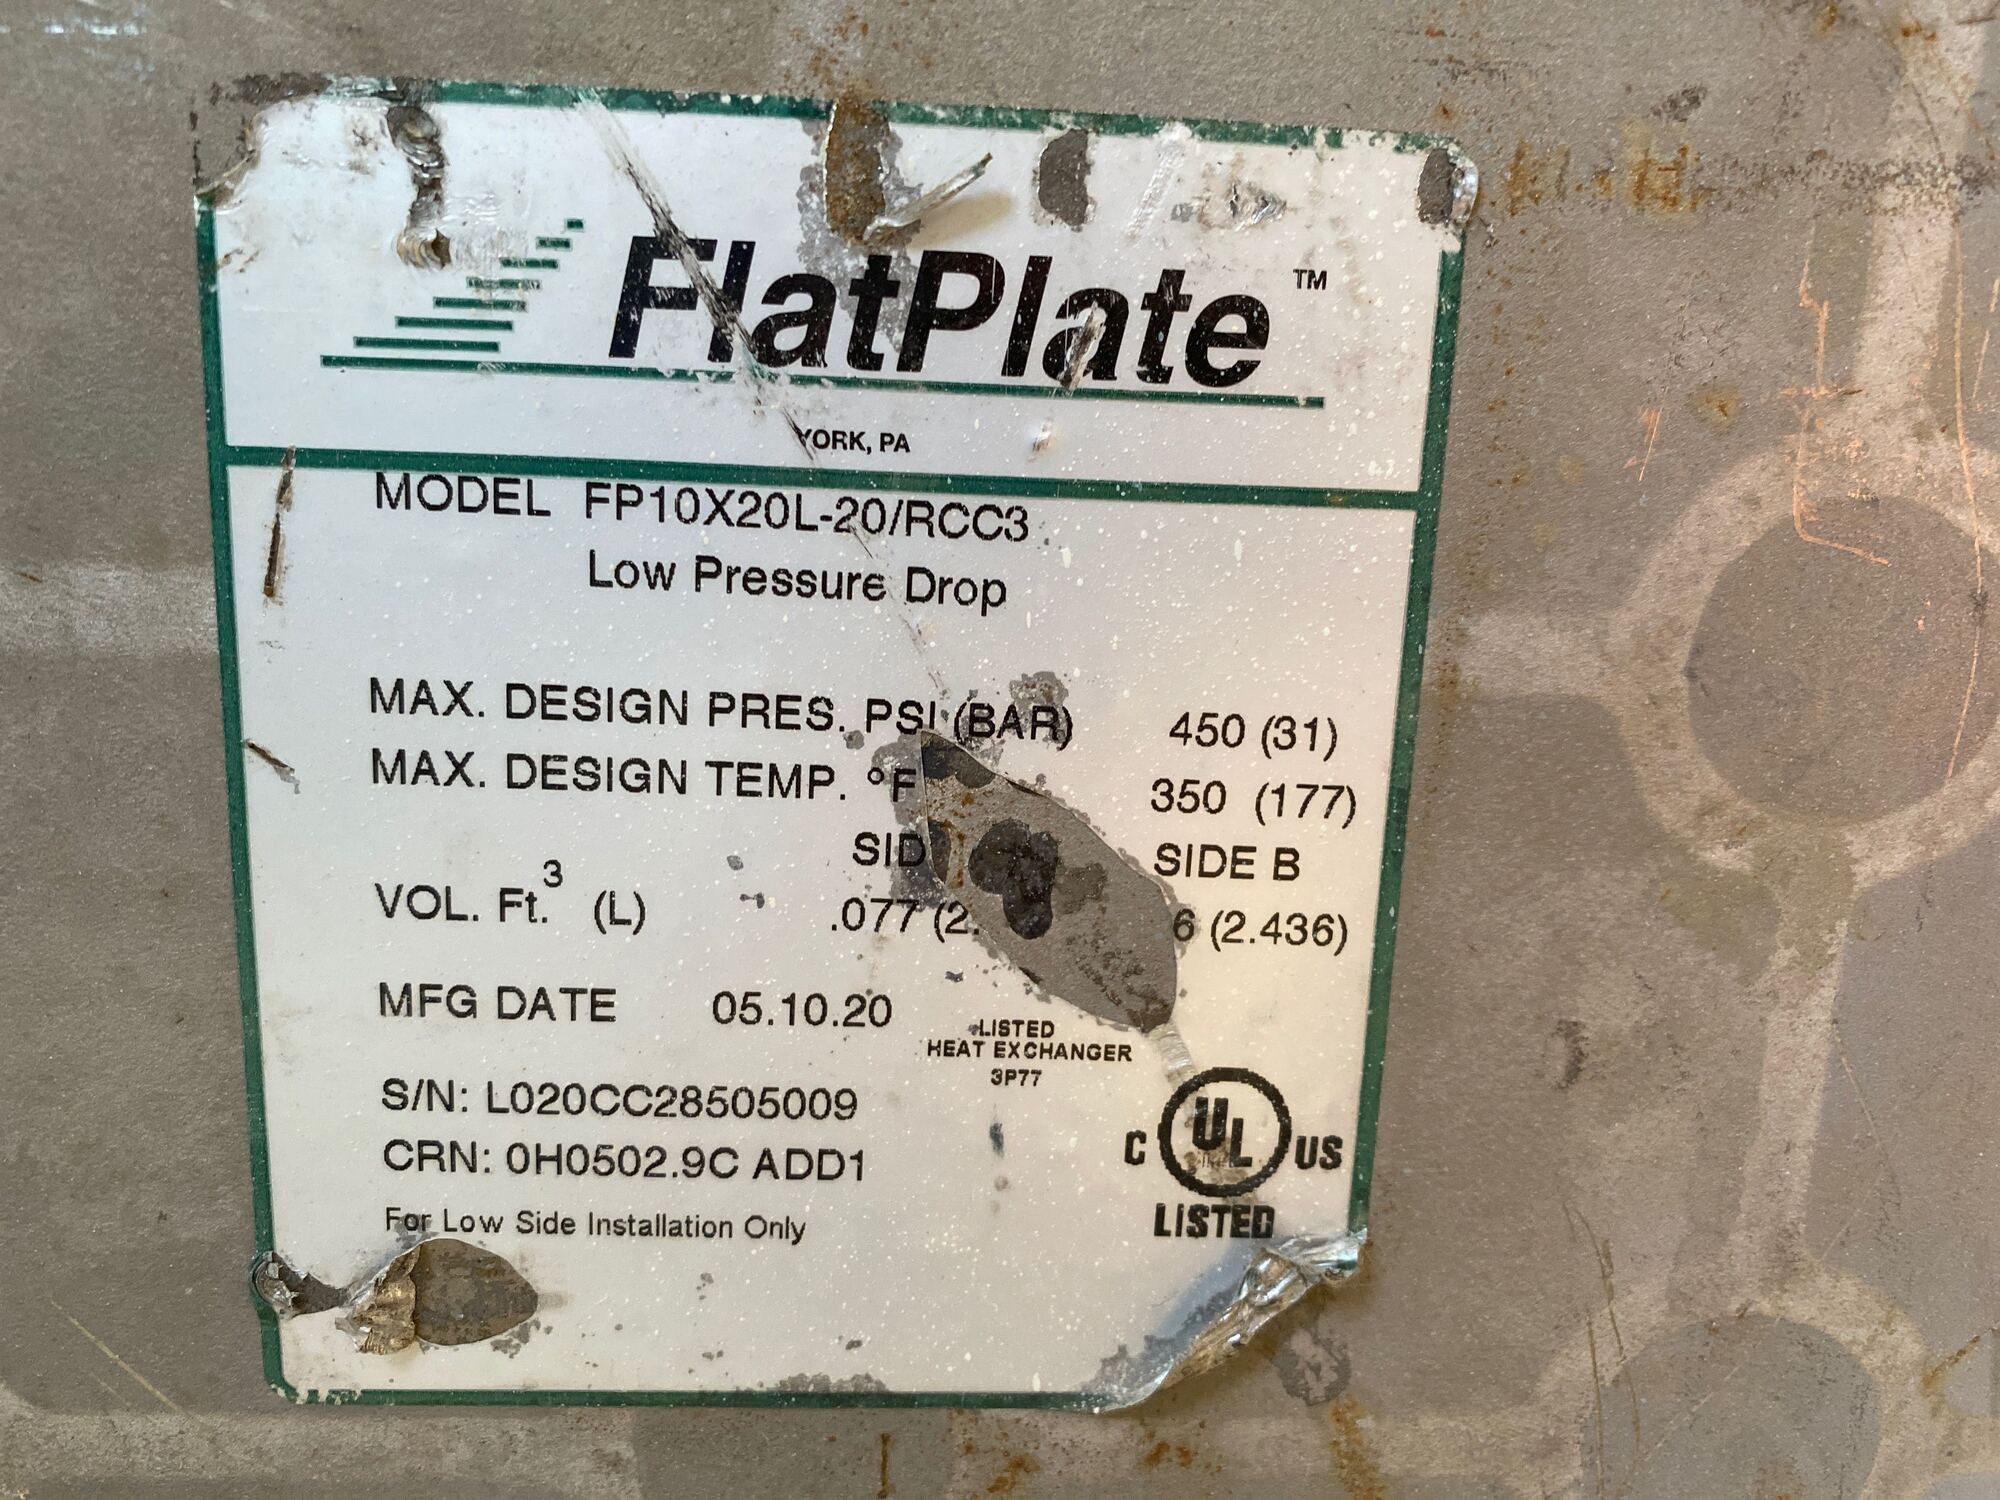 FlatPlate™
YORK, PA
MODEL FP10X20L-20/RCC3
Low Pressure Drop
MAX. DESIGN PRES. PSI (BAR) 450 (31)
MAX. DESIGN TEMP. °F 350 (177)
SIDE B
VOL. Ft.³ (L) .077 (2.436)
MFG DATE 05.10.20
LISTED
HEAT EXCHANGER
3P77
S/N: L020CC28505009
CRN: 0H0502.9C ADD1
C UL US
LISTED
For Low Side Installation Only